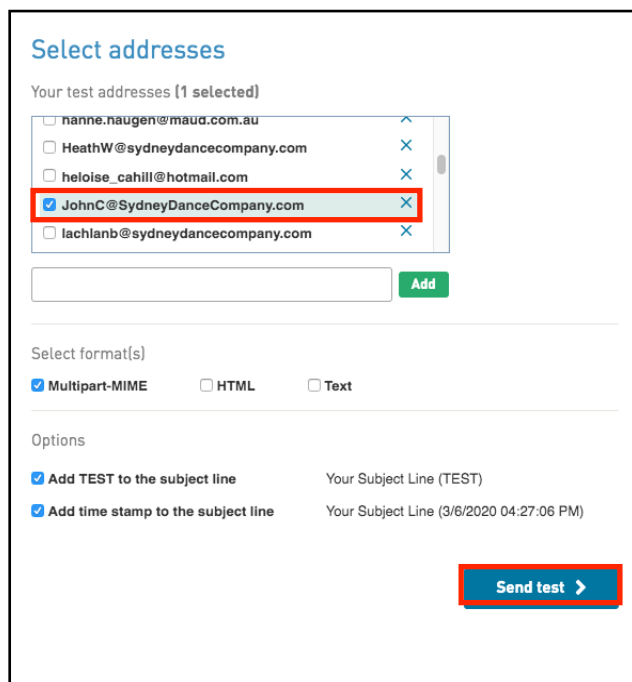 Select addresses
Your test addresses (1 selected)
hanne.haugen@maud.com.au
HeathW@sydneydancecompany.com
heloise_cahill@hotmail.com
JohnC@SydneyDanceCompany.com
lachlanb@sydneydancecompany.com
Add
Select format(s)
Multipart-MIME HTML Text
Options
Add TEST to the subject line Your Subject Line (TEST)
Add time stamp to the subject line Your Subject Line (3/6/2020 04:27:06 PM)
Send test